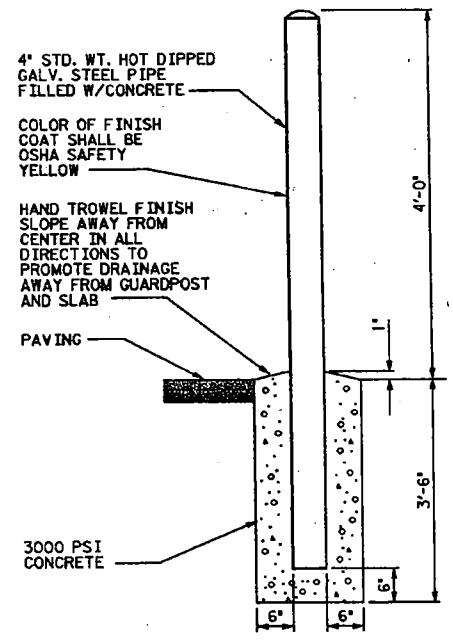 4" STD. WT. HOT DIPPED
GALV. STEEL PIPE
FILLED W/CONCRETE
COLOR OF FINISH
COAT SHALL BE
OSHA SAFETY
YELLOW
HAND TROWEL FINISH
SLOPE AWAY FROM
CENTER IN ALL
DIRECTIONS TO
PROMOTE DRAINAGE
AWAY FROM GUARDPOST
AND SLAB
PAVING
3000 PSI
CONCRETE
4'-0"
1"
3'-6"
6"
6"
6"